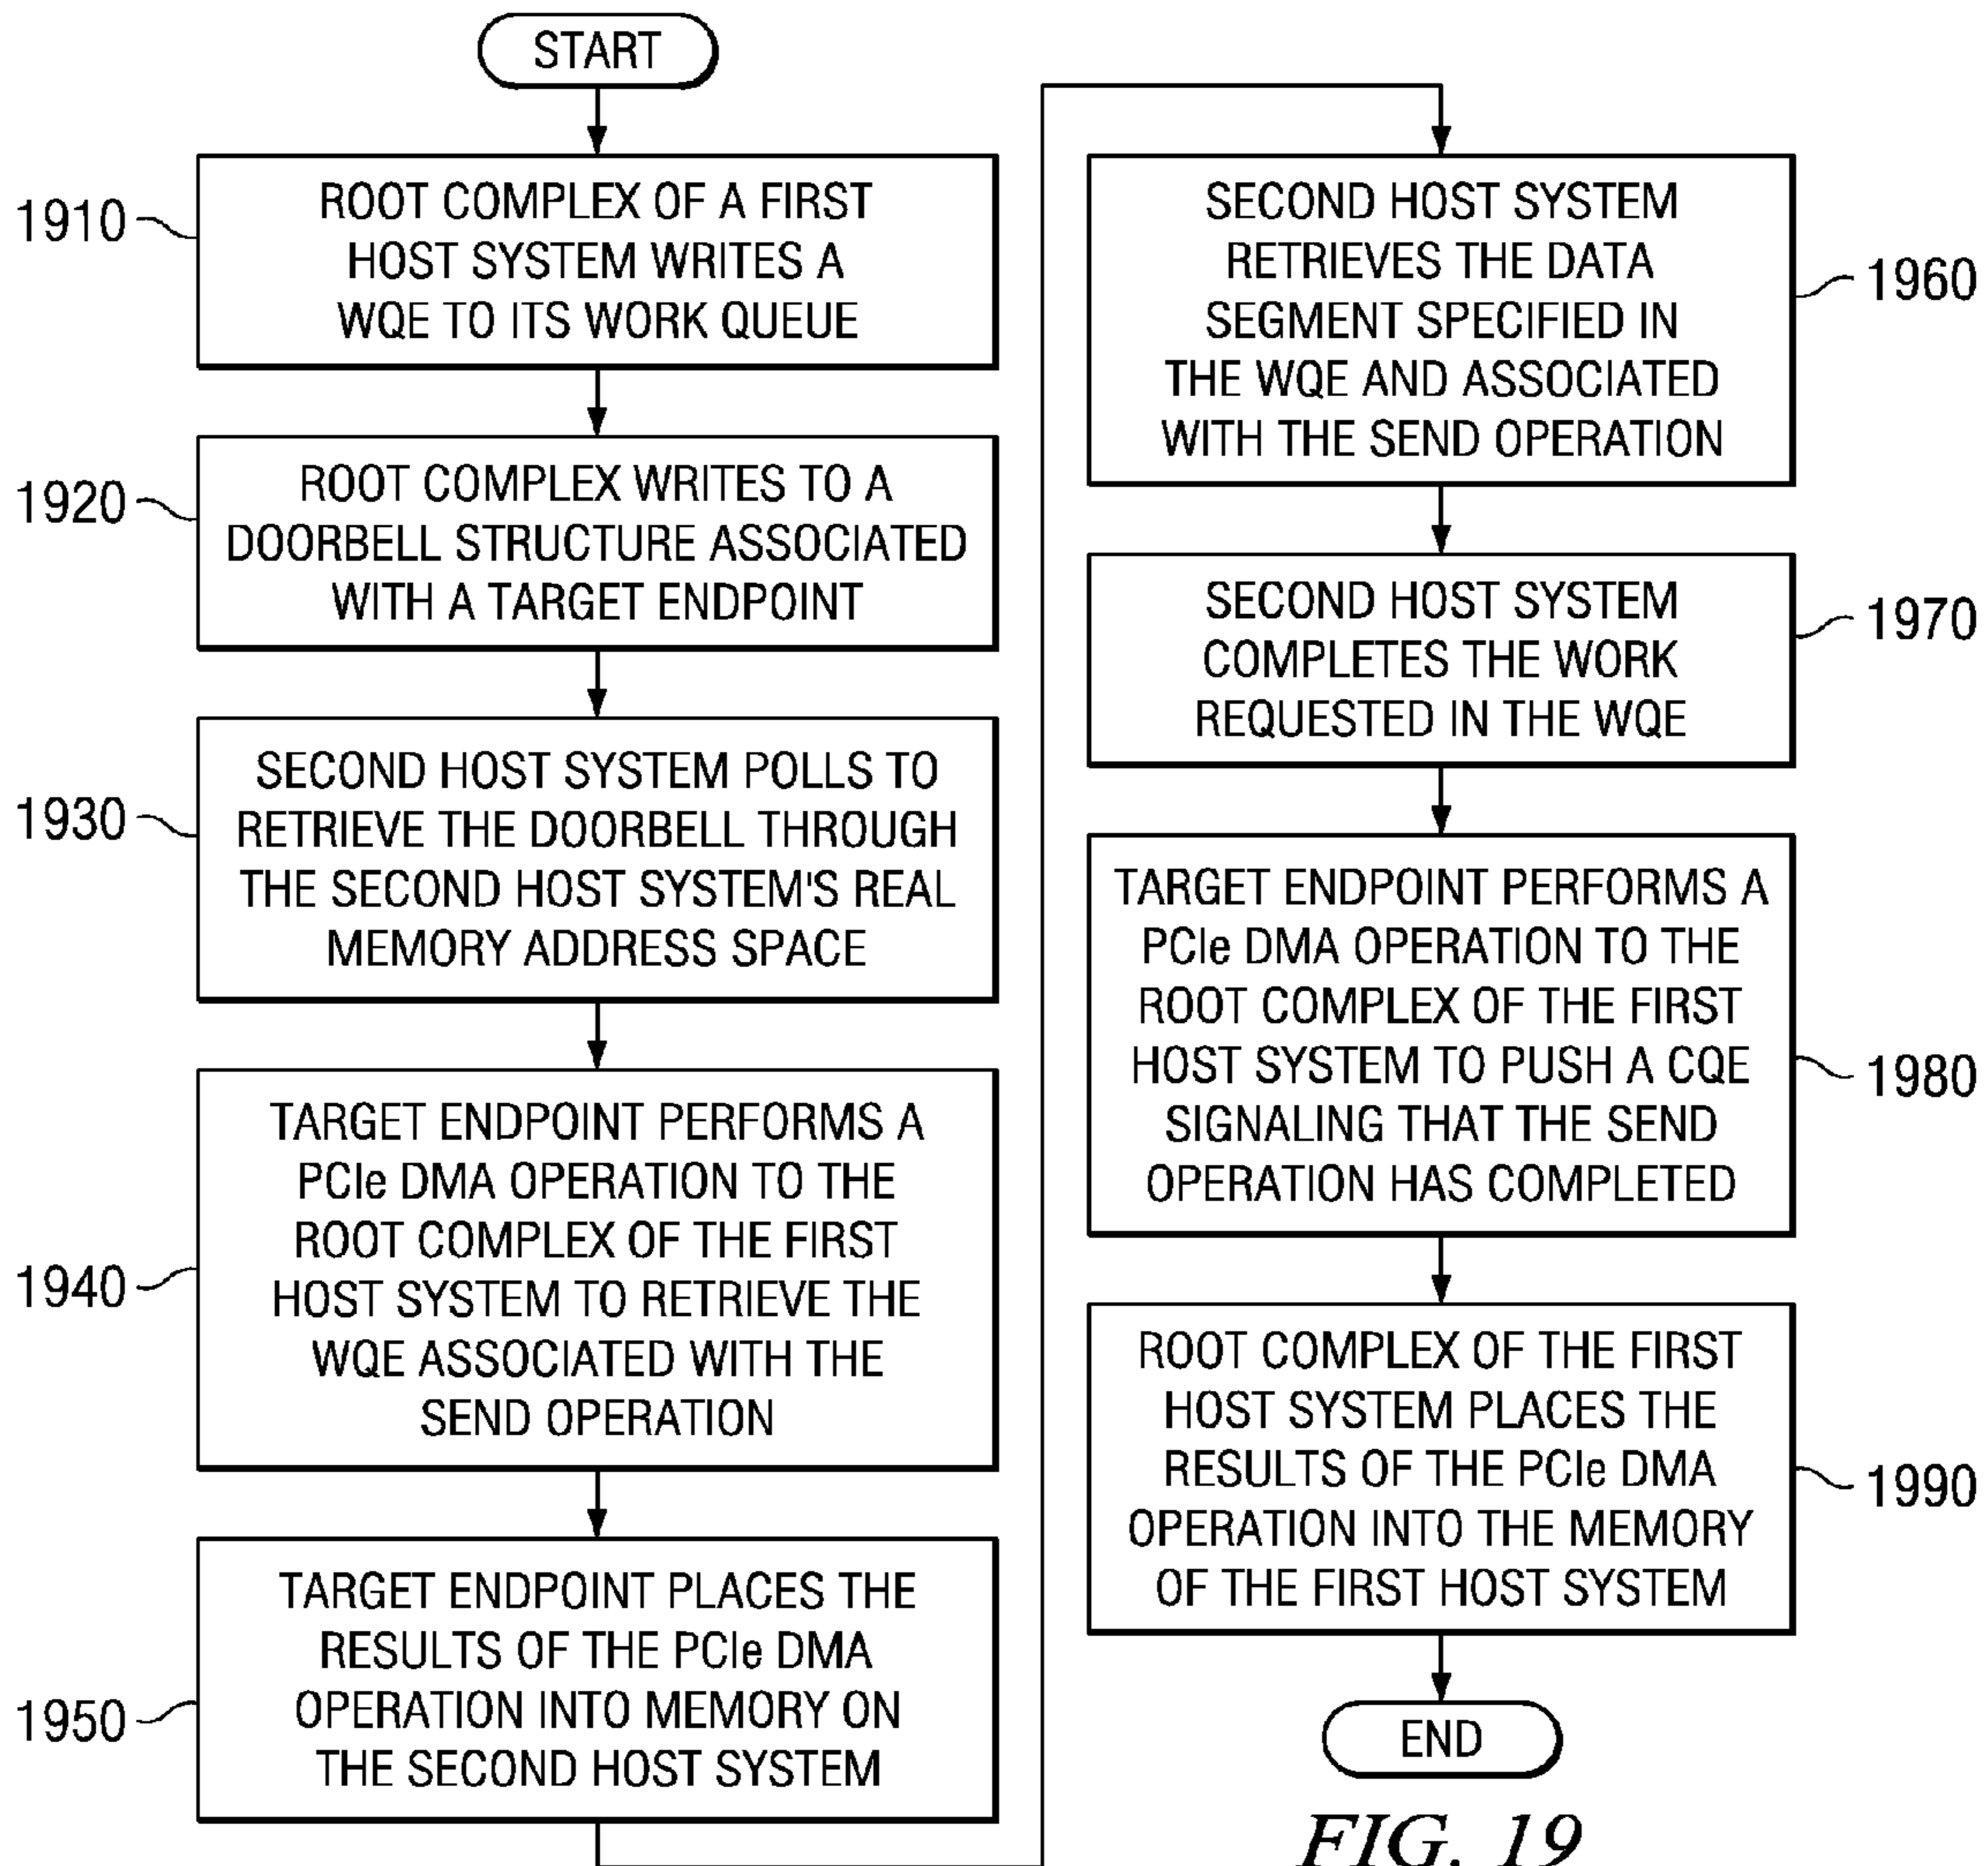 START
1910
ROOT COMPLEX OF A FIRST
HOST SYSTEM WRITES A
WQE TO ITS WORK QUEUE
1920
ROOT COMPLEX WRITES TO A
DOORBELL STRUCTURE ASSOCIATED
WITH A TARGET ENDPOINT
1930
SECOND HOST SYSTEM POLLS TO
RETRIEVE THE DOORBELL THROUGH
THE SECOND HOST SYSTEM'S REAL
MEMORY ADDRESS SPACE
1940
TARGET ENDPOINT PERFORMS A
PCIe DMA OPERATION TO THE
ROOT COMPLEX OF THE FIRST
HOST SYSTEM TO RETRIEVE THE
WQE ASSOCIATED WITH THE
SEND OPERATION
1950
TARGET ENDPOINT PLACES THE
RESULTS OF THE PCIe DMA
OPERATION INTO MEMORY ON
THE SECOND HOST SYSTEM
SECOND HOST SYSTEM
RETRIEVES THE DATA
SEGMENT SPECIFIED IN
THE WQE AND ASSOCIATED
WITH THE SEND OPERATION
1960
SECOND HOST SYSTEM
COMPLETES THE WORK
REQUESTED IN THE WQE
1970
TARGET ENDPOINT PERFORMS A
PCIe DMA OPERATION TO THE
ROOT COMPLEX OF THE FIRST
HOST SYSTEM TO PUSH A CQE
SIGNALING THAT THE SEND
OPERATION HAS COMPLETED
1980
ROOT COMPLEX OF THE FIRST
HOST SYSTEM PLACES THE
RESULTS OF THE PCIe DMA
OPERATION INTO THE MEMORY
OF THE FIRST HOST SYSTEM
1990
END
FIG. 19